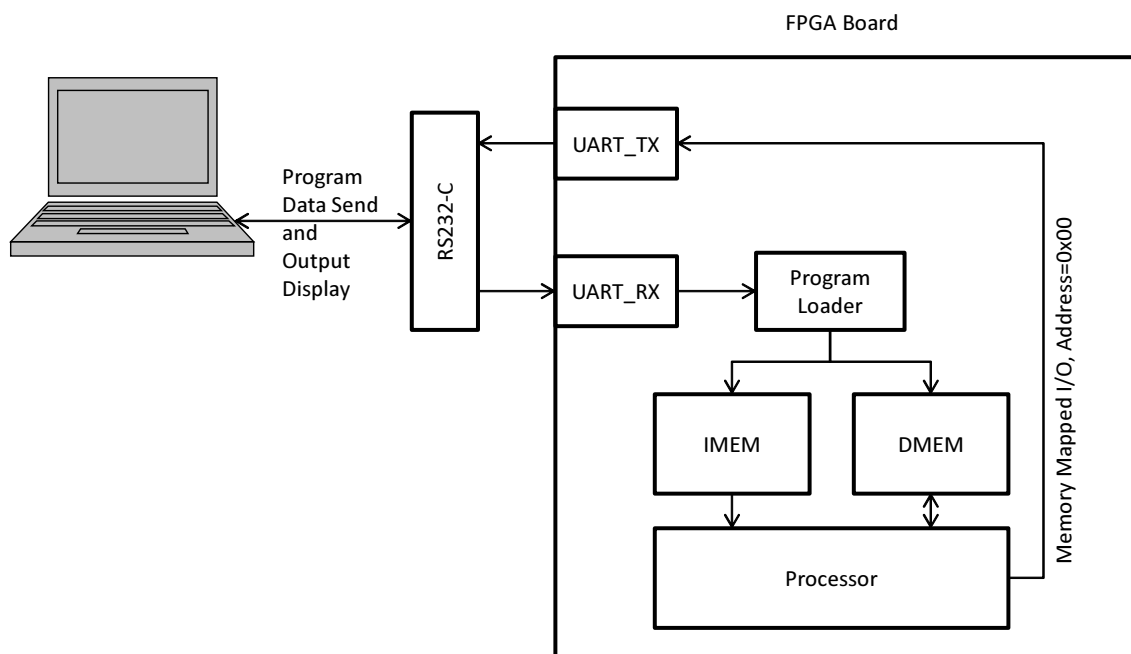 FPGA Board
UART_TX
Program
Data Send
and
Output
Display
RS232-C
UART_RX
Program
Loader
IMEM
DMEM
Processor
Memory Mapped I/O, Address=0x00